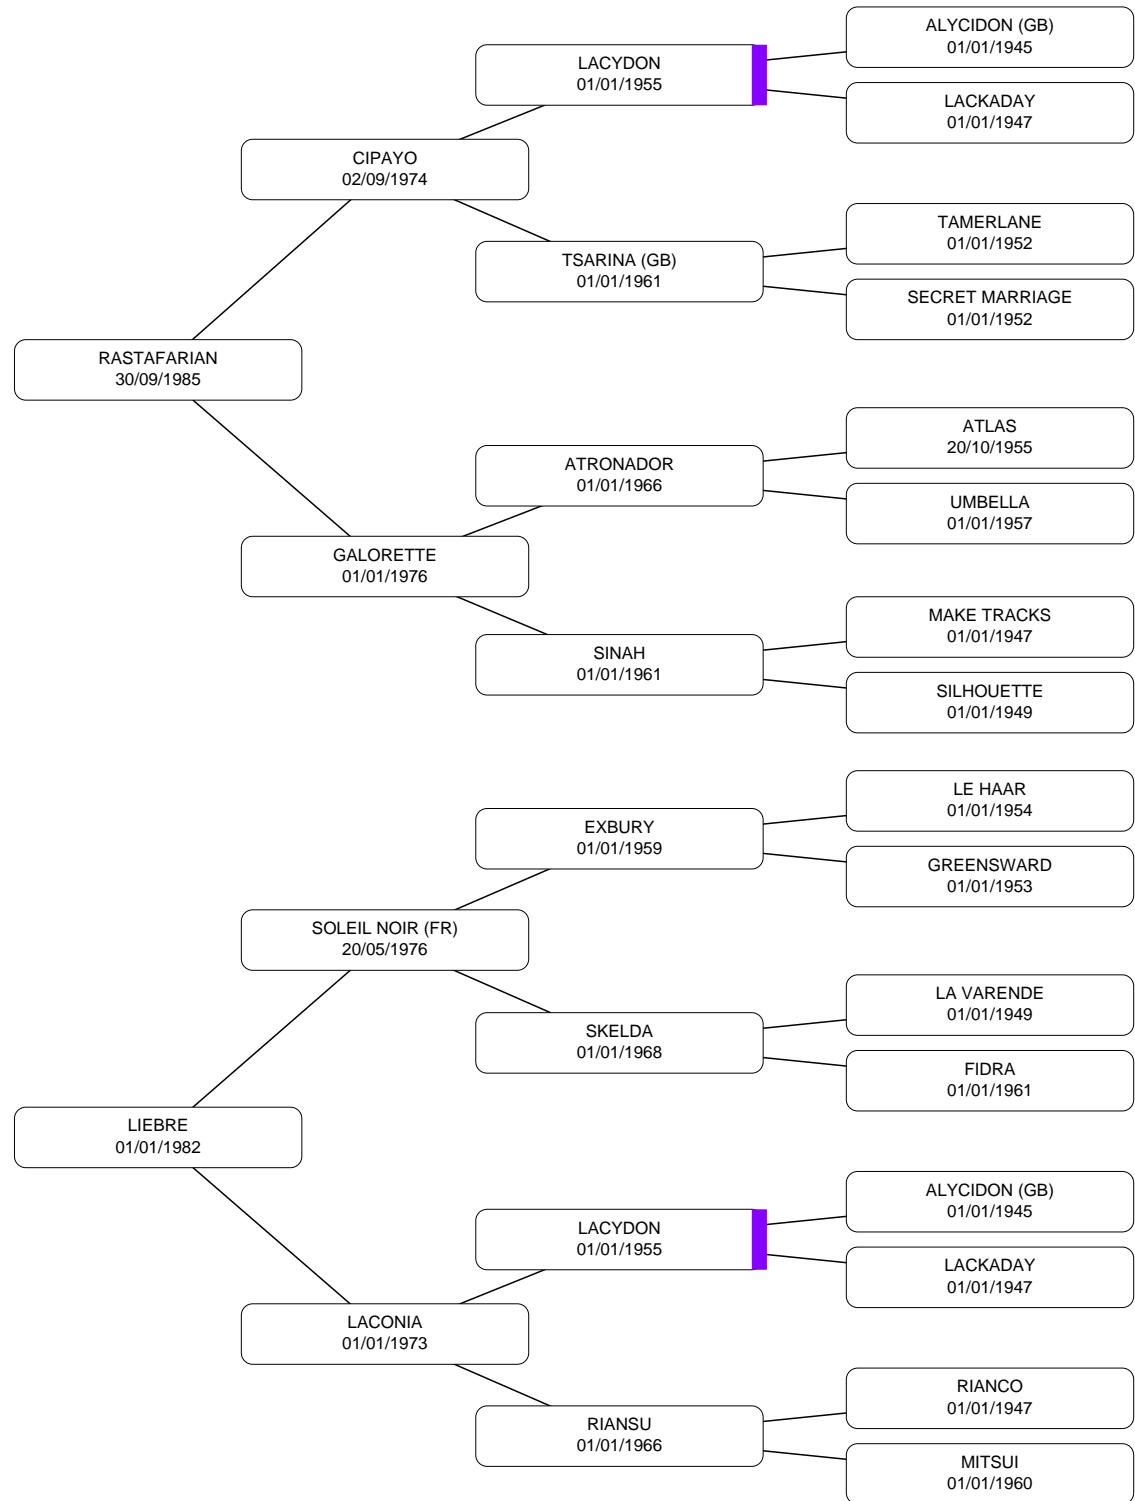 ALYCIDON (GB)
01/01/1945
LACYDON
01/01/1955
LACKADAY
01/01/1947
CIPAYO
02/09/1974
TAMERLANE
01/01/1952
TSARINA (GB)
01/01/1961
SECRET MARRIAGE
01/01/1952
RASTAFARIAN
30/09/1985
ATLAS
20/10/1955
ATRONADOR
01/01/1966
UMBELLA
01/01/1957
GALORETTE
01/01/1976
MAKE TRACKS
01/01/1947
SINAH
01/01/1961
SILHOUETTE
01/01/1949
LE HAAR
01/01/1954
EXBURY
01/01/1959
GREENSWARD
01/01/1953
SOLEIL NOIR (FR)
20/05/1976
LA VARENDE
01/01/1949
SKELDA
01/01/1968
FIDRA
01/01/1961
LIEBRE
01/01/1982
ALYCIDON (GB)
01/01/1945
LACYDON
01/01/1955
LACKADAY
01/01/1947
LACONIA
01/01/1973
RIANCO
01/01/1947
RIANSU
01/01/1966
MITSUI
01/01/1960